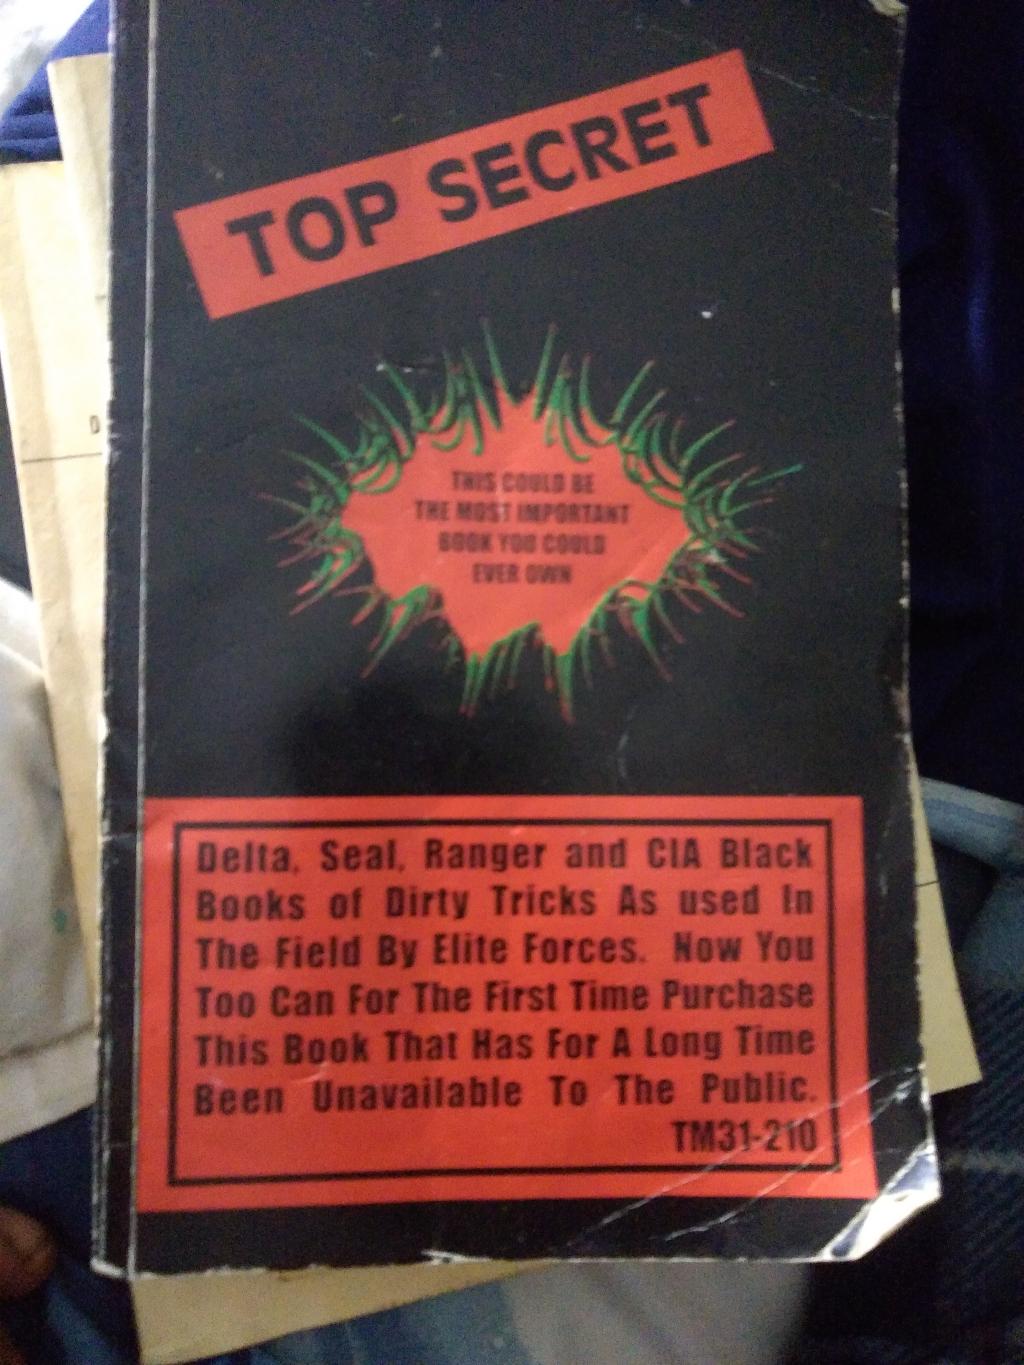 TOP SECRET
THIS COULD BE
THE MOST IMPORTANT
BOOK YOU COULD
EVER OWN
Delta, Seal, Ranger and CIA Black
Books of Dirty Tricks As used In
The Field By Elite Forces. Now You
Too Can For The First Time Purchase
This Book That Has For A Long Time
Been Unavailable To The Public.
TM31-210